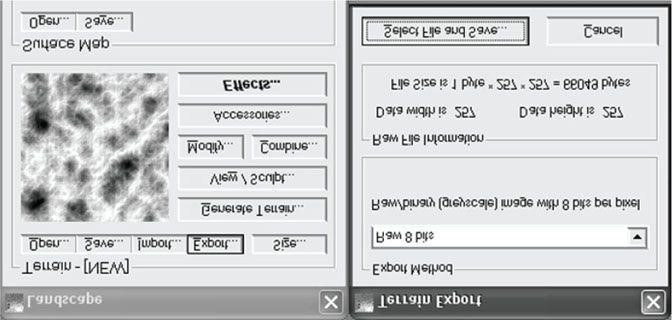 Landscape
Terrain - [NEW]
Open... Save... Import... Export... Size...
Generate Terrain...
View / Sculpt...
Modify... Combine...
Accessories...
Effects...
Surface Map
Open... Save...
Terrain Export
Export Method
Raw 8 bits
Raw/binary (greyscale) image with 8 bits per pixel
Raw File Information
Data width is 257 Data height is 257
File Size is 1 byte * 257 * 257 = 66049 bytes
Select File and Save... Cancel